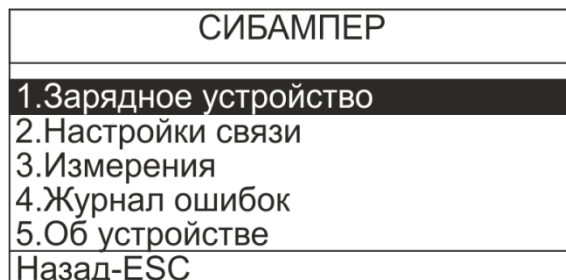 СИБАМПЕР
1.Зарядное устройство
2.Настройки связи
3.Измерения
4.Журнал ошибок
5.Об устройстве
Назад-ESC